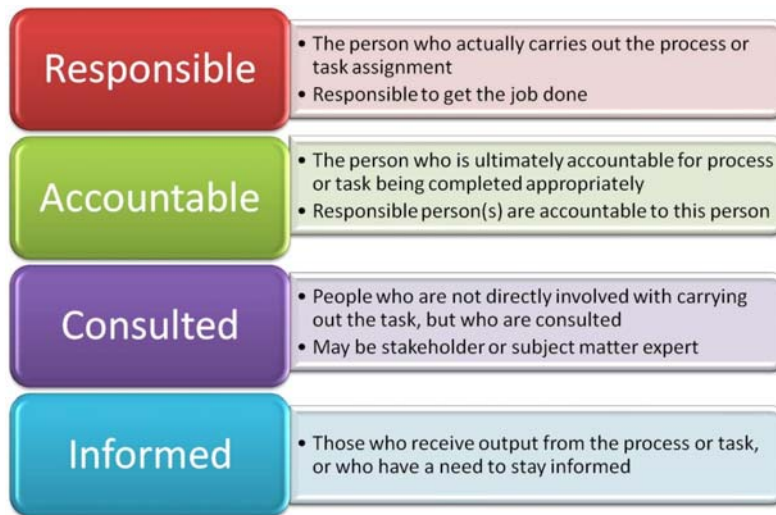 Responsible
• The person who actually carries out the process or
task assignment
• Responsible to get the job done
Accountable
• The person who is ultimately accountable for process
or task being completed appropriately
• Responsible person(s) are accountable to this person
Consulted
• People who are not directly involved with carrying
out the task, but who are consulted
• May be stakeholder or subject matter expert
Informed
• Those who receive output from the process or task,
or who have a need to stay informed